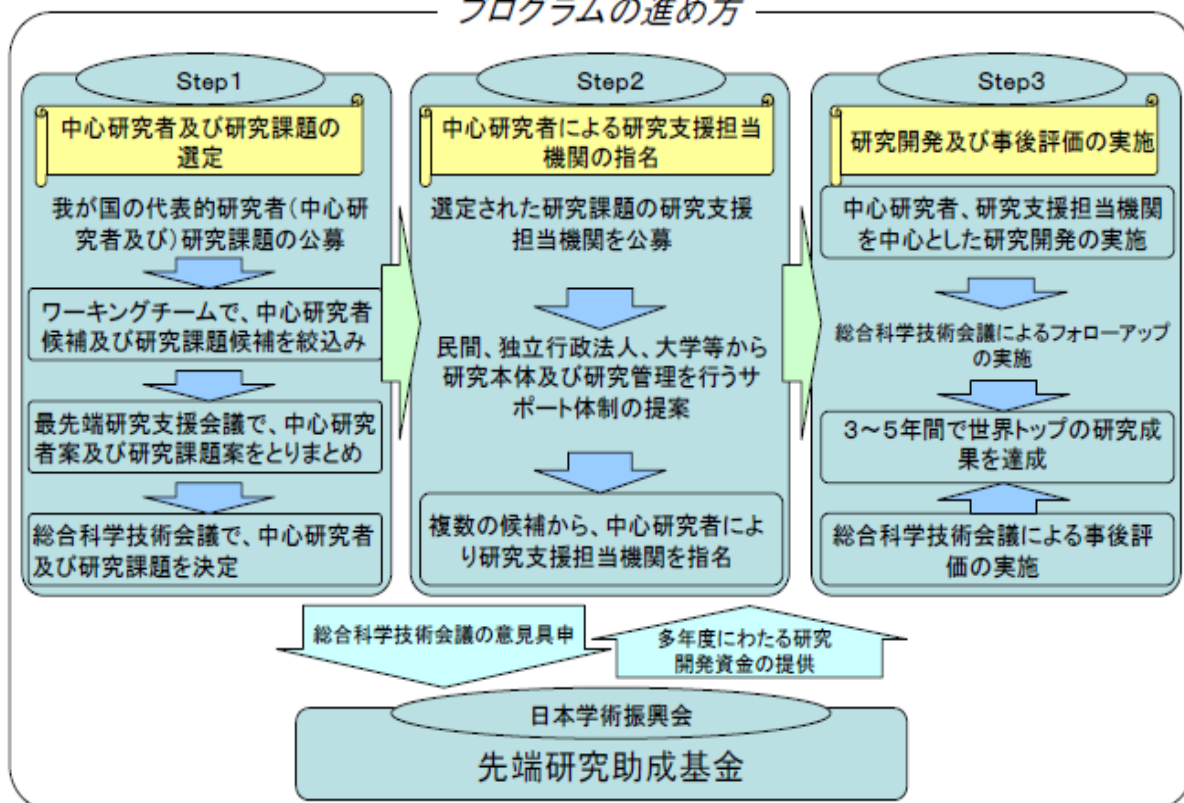 プログラムの進め方
Step1
中心研究者及び研究課題の
選定
我が国の代表的研究者(中心研
究者及び)研究課題の公募
ワーキングチームで、中心研究者
候補及び研究課題候補を絞込み
最先端研究支援会議で、中心研究
者案及び研究課題案をとりまとめ
総合科学技術会議で、中心研究者
及び研究課題を決定
Step2
中心研究者による研究支援担当
機関の指名
選定された研究課題の研究支援
担当機関を公募
民間、独立行政法人、大学等から
研究本体及び研究管理を行うサ
ポート体制の提案
複数の候補から、中心研究者によ
り研究支援担当機関を指名
Step3
研究開発及び事後評価の実施
中心研究者、研究支援担当機関
を中心とした研究開発の実施
総合科学技術会議によるフォローアップ
の実施
3～5年間で世界トップの研究成
果を達成
総合科学技術会議による事後評
価の実施
総合科学技術会議の意見具申
多年度にわたる研究
開発資金の提供
日本学術振興会
先端研究助成基金